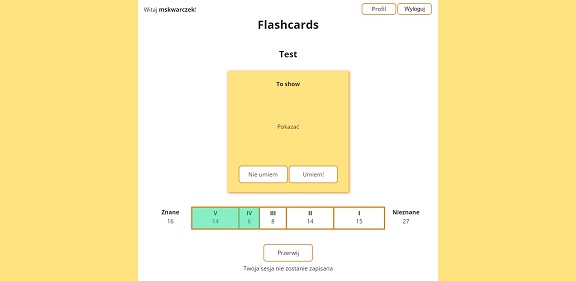 Witaj mskwarczek!
Profil Wyloguj
Flashcards
Test
To show
Pokazać
Nie umiem Umiem!
Znane V IV III II I Nieznane
16 14 6 8 14 15 27
Przerwij
Twoja sesja nie zostanie zapisana